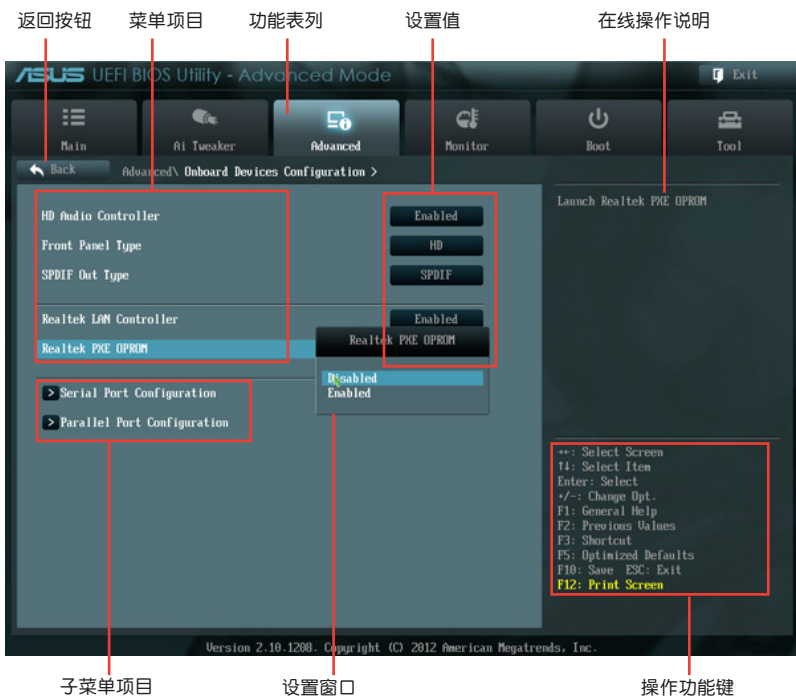 返回按钮 菜单项目 功能表列 设置值 在线操作说明
ASUS UEFI BIOS Utility - Advanced Mode
Exit
Main Ai Tweaker Advanced Monitor Boot Tool
Back Advanced\ Onboard Devices Configuration >
Launch Realtek PXE OPROM
HD Audio Controller Enabled
Front Panel Type HD
SPDIF Out Type SPDIF
Realtek LAN Controller Enabled
Realtek PXE OPROM
Realtek PXE OPROM
Disabled
Enabled
> Serial Port Configuration
> Parallel Port Configuration
→←: Select Screen
↑↓: Select Item
Enter: Select
+/-: Change Opt.
F1: General Help
F2: Previous Values
F3: Shortcut
F5: Optimized Defaults
F10: Save ESC: Exit
F12: Print Screen
Version 2.10.1208. Copyright (C) 2012 American Megatrends, Inc.
子菜单项目 设置窗口 操作功能键